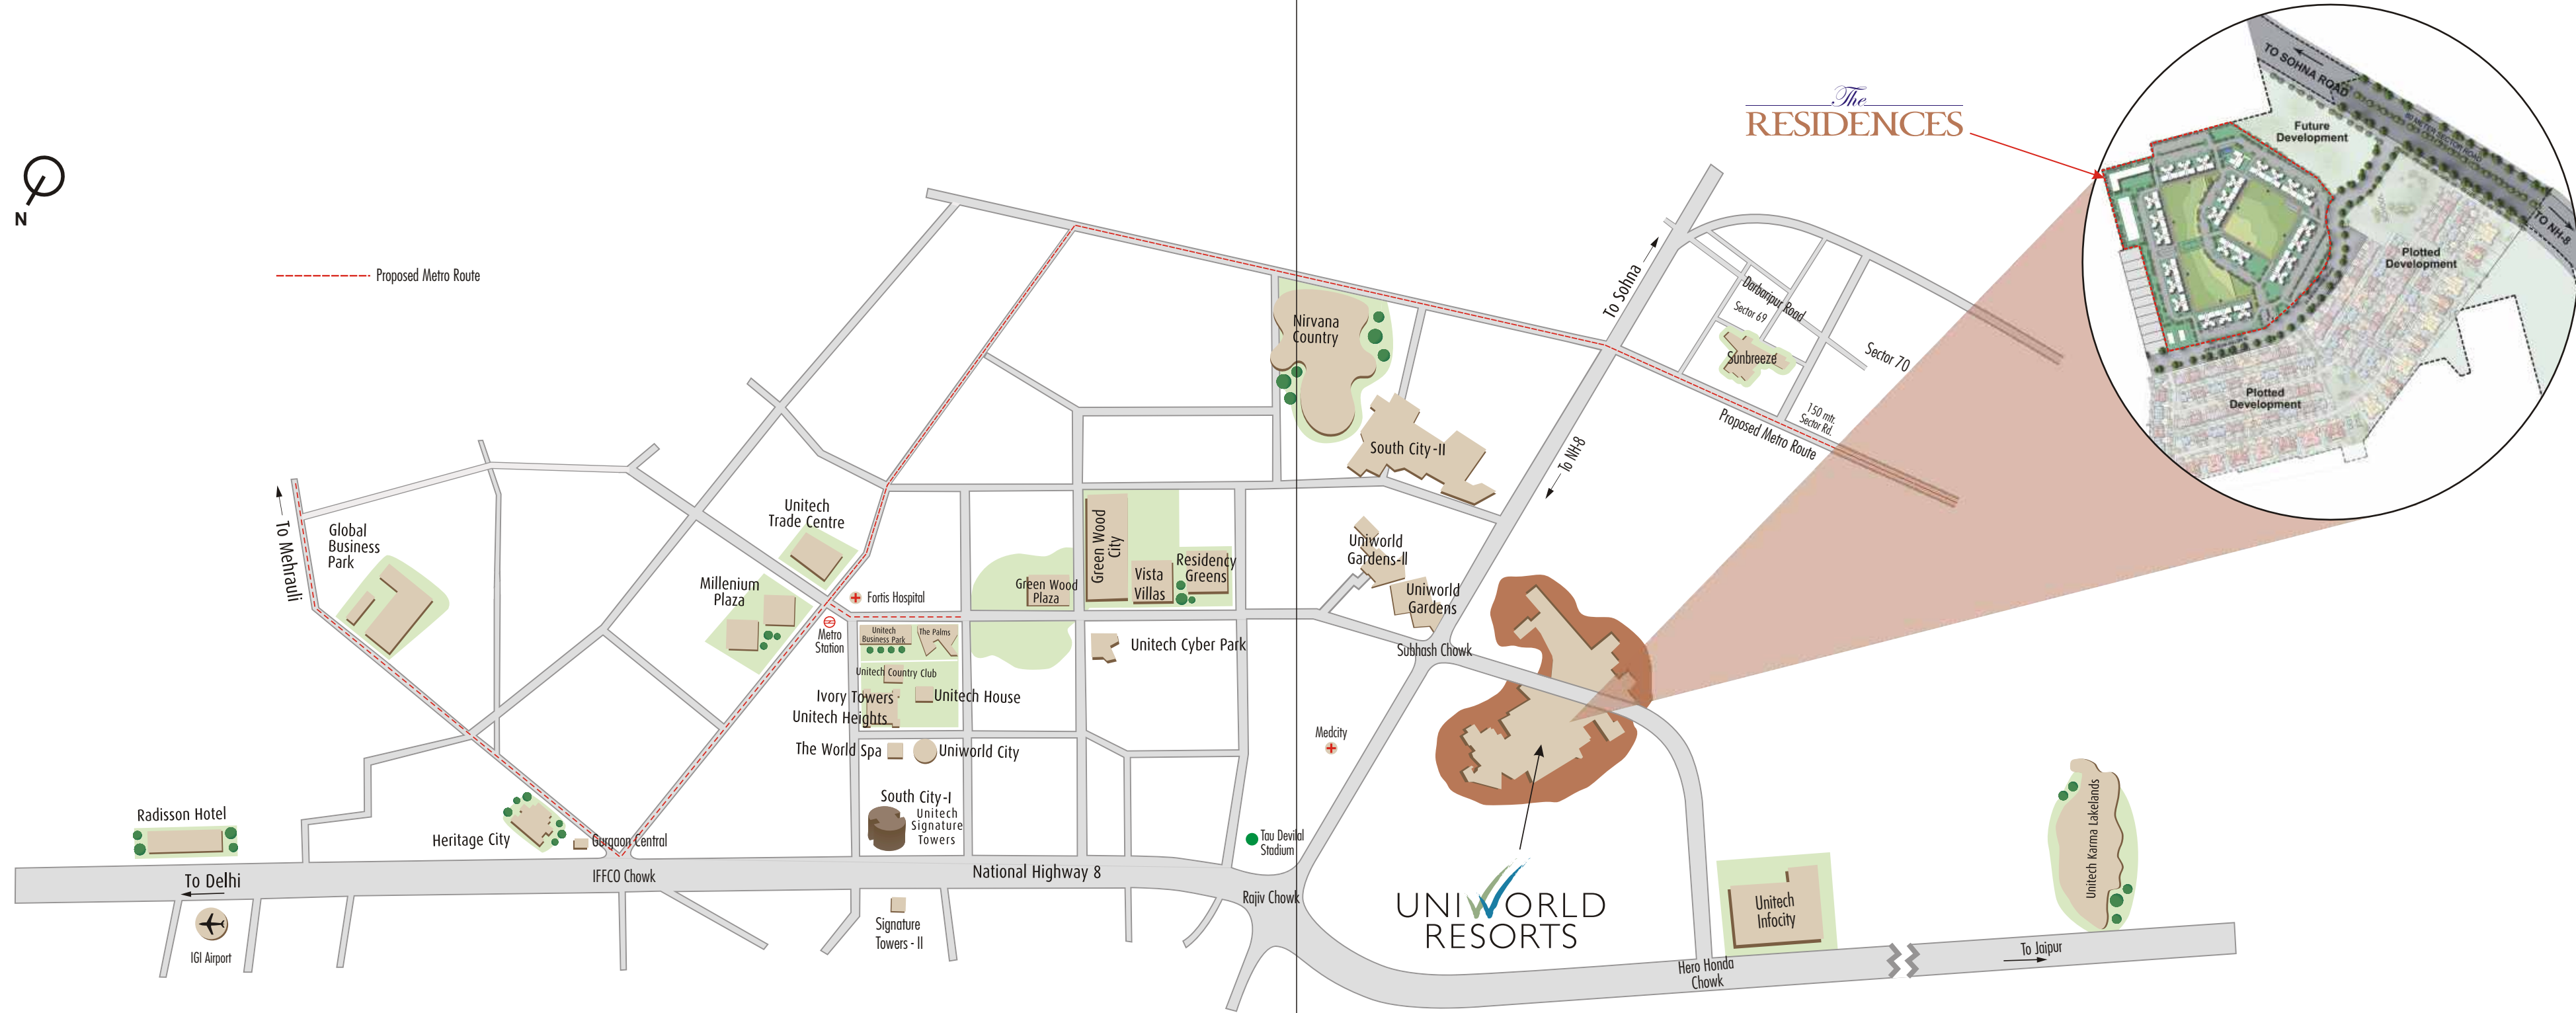 The
RESIDENCES
TO SOHNA ROAD
60 METER SECTOR ROAD
TO NH-8
Future
Development
Plotted
Development
Plotted
Development
N
Proposed Metro Route
To Sohna
Darbaripur Road
Sector 69
Sunbreeze
Sector 70
150 mtr.
Sector Rd.
Proposed Metro Route
To NH-8
Nirvana
Country
South City-II
To Mehrauli
Global
Business
Park
Unitech
Trade Centre
Millenium
Plaza
Fortis Hospital
Metro
Station
Green Wood
City
Green Wood
Plaza
Vista
Villas
Residency
Greens
Uniworld
Gardens-II
Uniworld
Gardens
Unitech
Business Park
The Palms
Unitech Cyber Park
Subhash Chowk
Unitech Country Club
Ivory Towers
Unitech House
Unitech Heights
The World Spa
Uniworld City
Medcity
South City-I
Unitech
Signature
Towers
Radisson Hotel
Heritage City
Gurgaon Central
Tau Devilal
Stadium
Unitech Karma Lakelands
To Delhi
IFFCO Chowk
National Highway 8
Rajiv Chowk
UNIWORLD
RESORTS
Unitech
Infocity
IGI Airport
Signature
Towers - II
Hero Honda
Chowk
To Jaipur